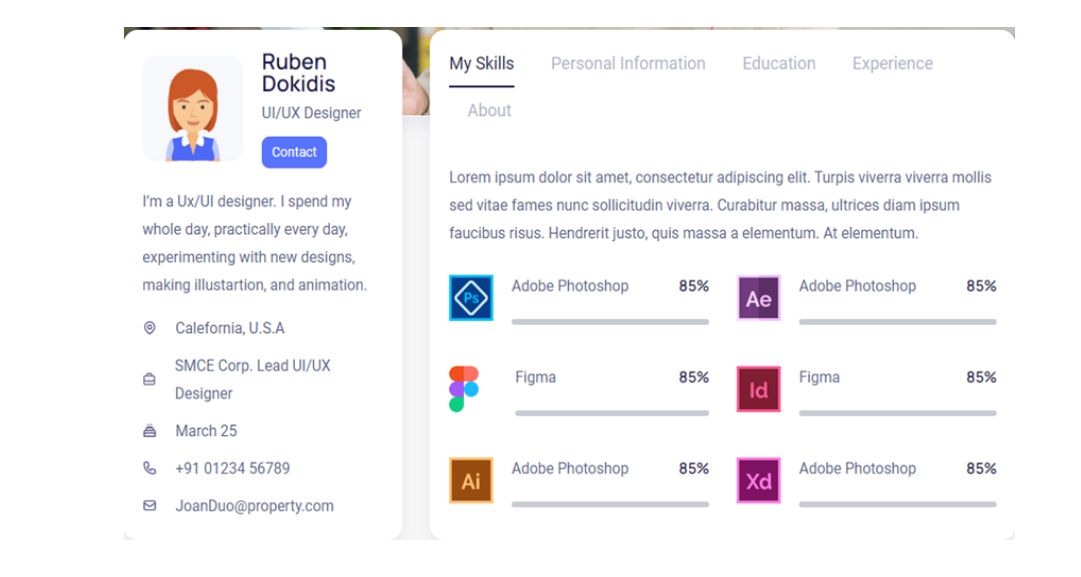 Ruben
Dokidis
UI/UX Designer
Contact
I'm a Ux/UI designer. I spend my
whole day, practically every day,
experimenting with new designs,
making illustartion, and animation.
Calefornia, U.S.A
SMCE Corp. Lead UI/UX
Designer
March 25
+91 01234 56789
JoanDuo@property.com
My Skills Personal Information Education Experience
About
Lorem ipsum dolor sit amet, consectetur adipiscing elit. Turpis viverra viverra mollis
sed vitae fames nunc sollicitudin viverra. Curabitur massa, ultrices diam ipsum
faucibus risus. Hendrerit justo, quis massa a elementum. At elementum.
Ps Adobe Photoshop 85% Ae Adobe Photoshop 85%
Figma 85% Id Figma 85%
Ai Adobe Photoshop 85% Xd Adobe Photoshop 85%